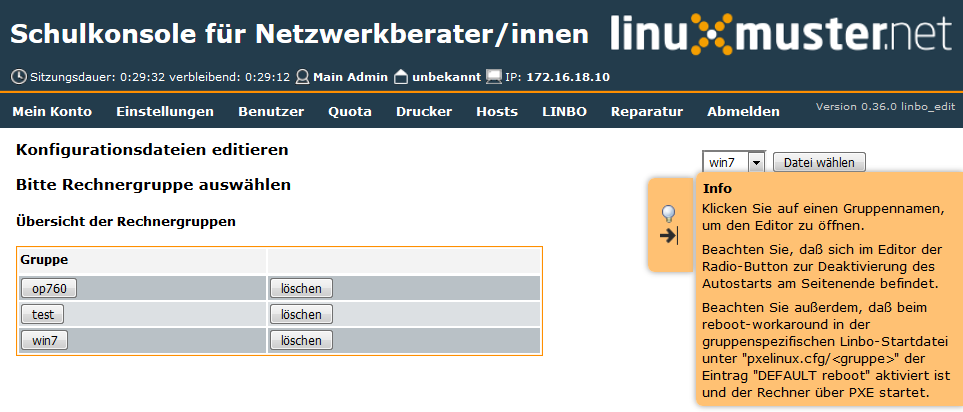 Schulkonsole für Netzwerkberater/innen
linuxmuster.net
Sitzungsdauer: 0:29:32 verbleibend: 0:29:12 Main Admin unbekannt IP: 172.16.18.10
Mein Konto Einstellungen Benutzer Quota Drucker Hosts LINBO Reparatur Abmelden
Version 0.36.0 linbo_edit
Konfigurationsdateien editieren
win7 Datei wählen
Bitte Rechnergruppe auswählen
Übersicht der Rechnergruppen
Gruppe
op760 löschen
test löschen
win7 löschen
Info
Klicken Sie auf einen Gruppennamen,
um den Editor zu öffnen.
Beachten Sie, daß sich im Editor der
Radio-Button zur Deaktivierung des
Autostarts am Seitenende befindet.
Beachten Sie außerdem, daß beim
reboot-workaround in der
gruppenspezifischen Linbo-Startdatei
unter "pxelinux.cfg/<gruppe>" der
Eintrag "DEFAULT reboot" aktiviert ist
und der Rechner über PXE startet.